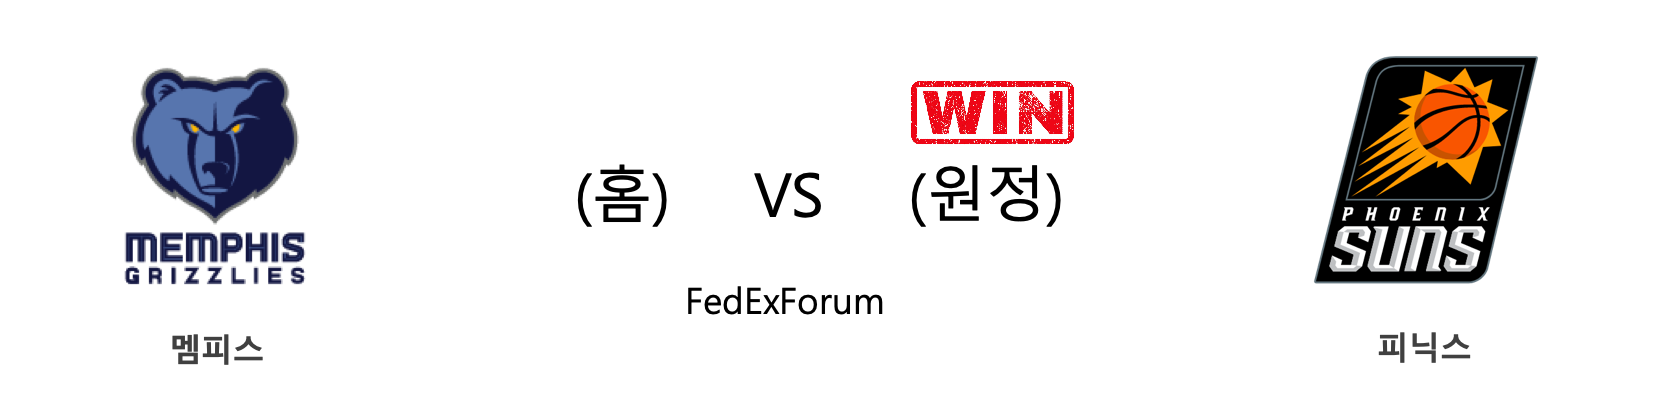 WIN
(홈) VS (원정)
FedExForum
MEMPHIS
GRIZZLIES
멤피스
PHOENIX
SUNS
피닉스